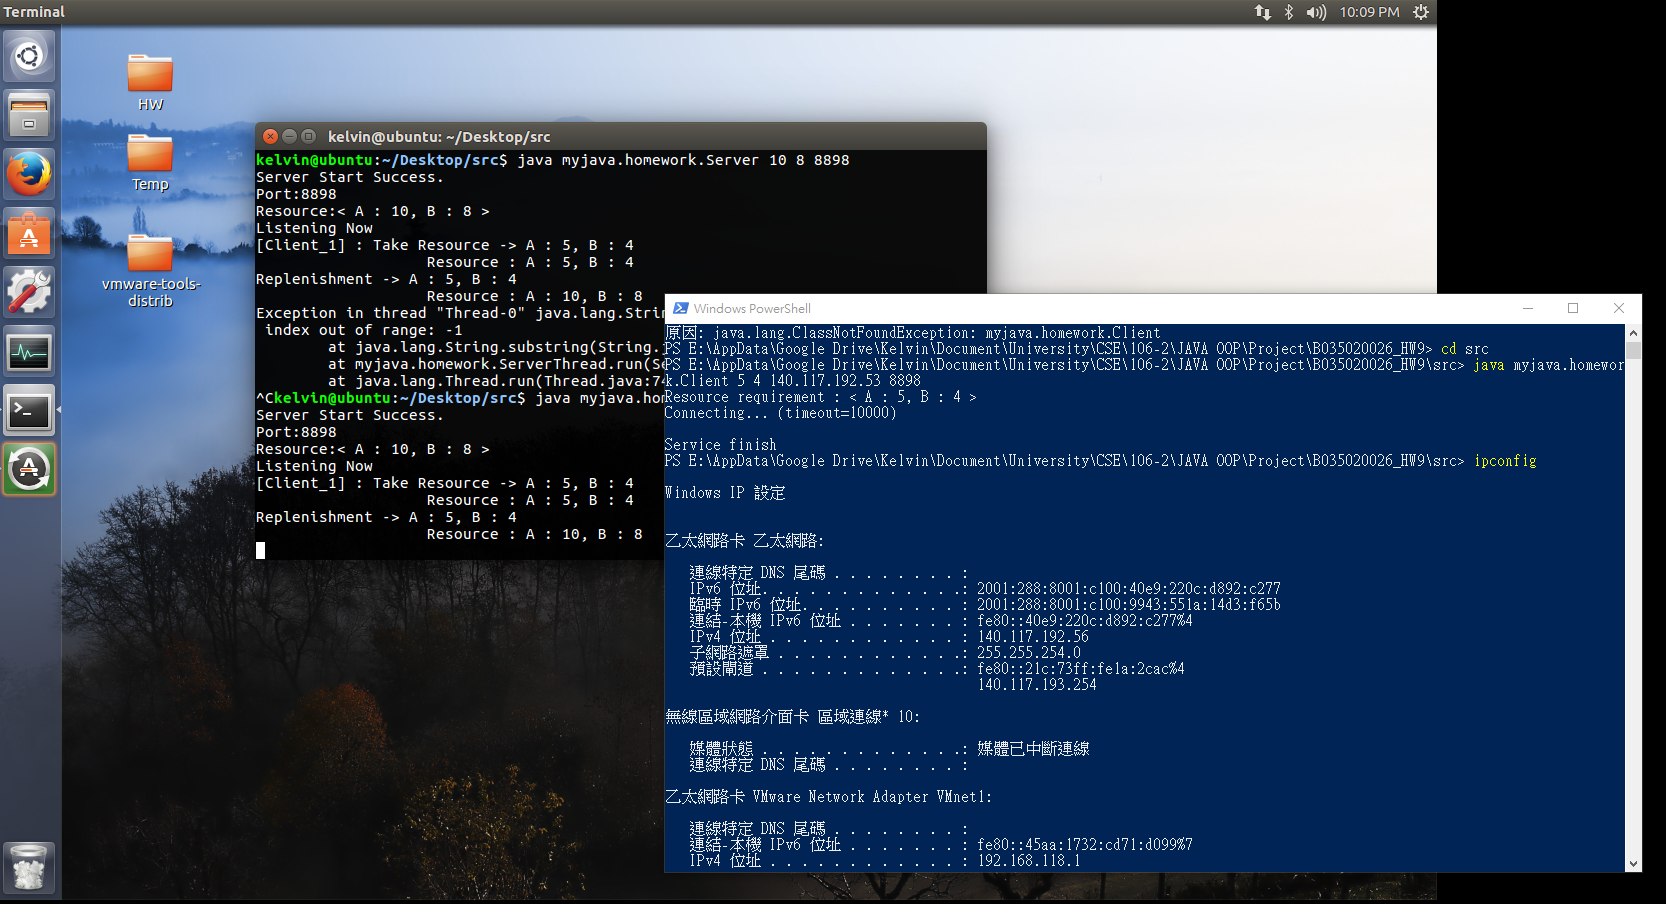 Terminal
10:09 PM
HW
Temp
vmware-tools-
distrib
kelvin@ubuntu: ~/Desktop/src
kelvin@ubuntu:~/Desktop/src$ java myjava.homework.Server 10 8 8898
Server Start Success.
Port:8898
Resource:< A : 10, B : 8 >
Listening Now
[Client_1] : Take Resource -> A : 5, B : 4
Resource : A : 5, B : 4
Replenishment -> A : 5, B : 4
Resource : A : 10, B : 8
Exception in thread "Thread-0" java.lang.Strin
index out of range: -1
at java.lang.String.substring(String.
at myjava.homework.ServerThread.run(Se
at java.lang.Thread.run(Thread.java:74
^Ckelvin@ubuntu:~/Desktop/src$ java myjava.hom
Server Start Success.
Port:8898
Resource:< A : 10, B : 8 >
Listening Now
[Client_1] : Take Resource -> A : 5, B : 4
Resource : A : 5, B : 4
Replenishment -> A : 5, B : 4
Resource : A : 10, B : 8
Windows PowerShell
原因: java.lang.ClassNotFoundException: myjava.homework.Client
PS E:\AppData\Google Drive\Kelvin\Document\University\CSE\106-2\JAVA OOP\Project\B035020026_HW9> cd src
PS E:\AppData\Google Drive\Kelvin\Document\University\CSE\106-2\JAVA OOP\Project\B035020026_HW9\src> java myjava.homewor
k.Client 5 4 140.117.192.53 8898
Resource requirement : < A : 5, B : 4 >
Connecting... (timeout=10000)
Service finish
PS E:\AppData\Google Drive\Kelvin\Document\University\CSE\106-2\JAVA OOP\Project\B035020026_HW9\src> ipconfig
Windows IP 設定
乙太網路卡 乙太網路:
連線特定 DNS 尾碼 . . . . . . . . :
IPv6 位址. . . . . . . . . . . . .: 2001:288:8001:c100:40e9:220c:d892:c277
臨時 IPv6 位址. . . . . . . . . . : 2001:288:8001:c100:9943:551a:14d3:f65b
連結-本機 IPv6 位址 . . . . . . . : fe80::40e9:220c:d892:c277%4
IPv4 位址 . . . . . . . . . . . . : 140.117.192.56
子網路遮罩 . . . . . . . . . . . .: 255.255.254.0
預設閘道 . . . . . . . . . . . . .: fe80::21c:73ff:fe1a:2cac%4
140.117.193.254
無線區域網路介面卡 區域連線* 10:
媒體狀態 . . . . . . . . . . . . .: 媒體已中斷連線
連線特定 DNS 尾碼 . . . . . . . . :
乙太網路卡 VMware Network Adapter VMnet1:
連線特定 DNS 尾碼 . . . . . . . . :
連結-本機 IPv6 位址 . . . . . . . : fe80::45aa:1732:cd71:d099%7
IPv4 位址 . . . . . . . . . . . . : 192.168.118.1